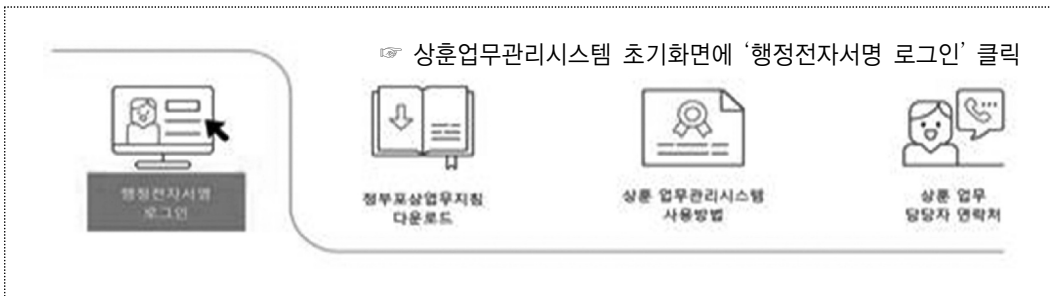 ☞ 상훈업무관리시스템 초기화면에 ‘행정전자서명 로그인’ 클릭
행정전자서명
로그인
정부포상업무지침
다운로드
상훈 업무관리시스템
사용방법
상훈 업무
담당자 연락처